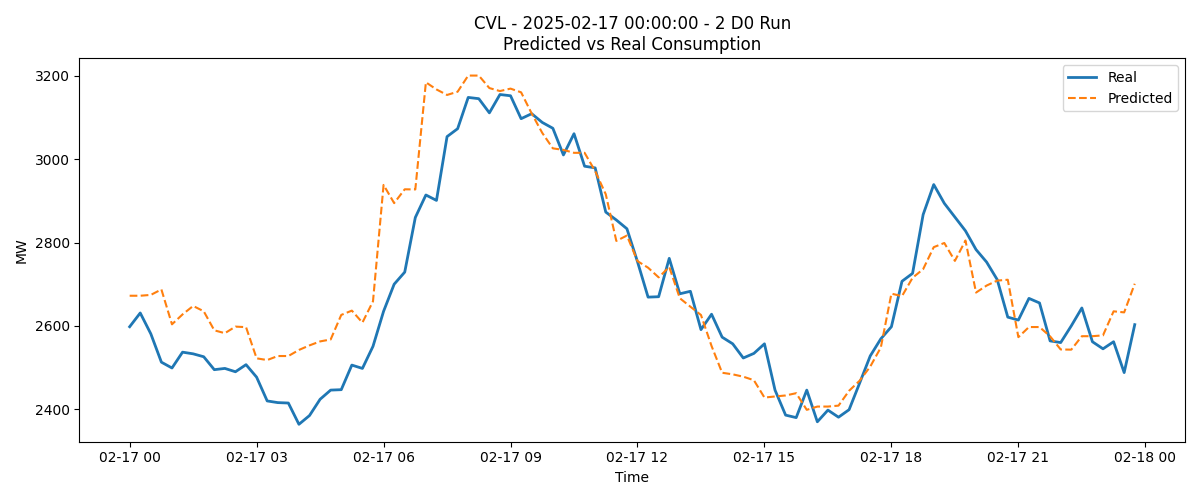 CVL - 2025-02-17 00:00:00 - 2 D0 Run
Predicted vs Real Consumption
3200
3000
2800
2600
2400
MW
Real
Predicted
02-17 00
02-17 03
02-17 06
02-17 09
02-17 12
02-17 15
02-17 18
02-17 21
02-18 00
Time